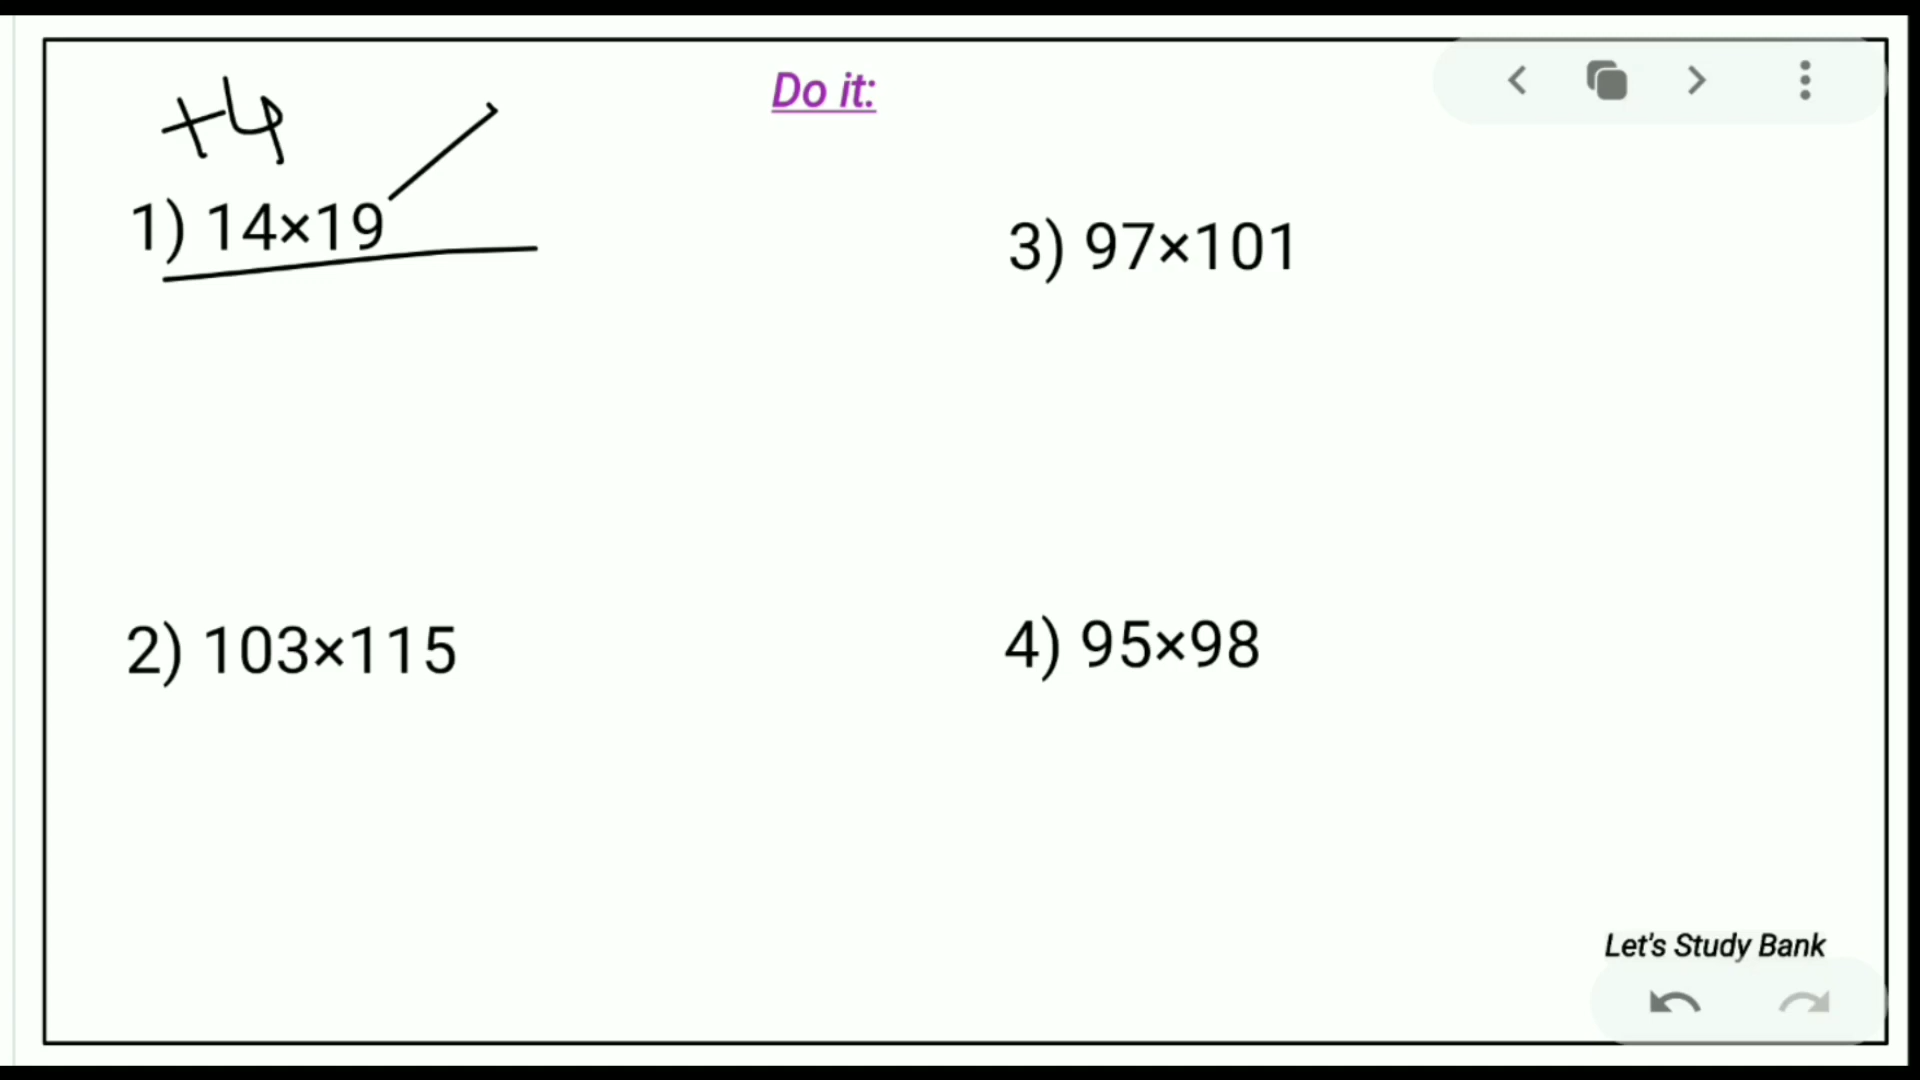 Do it:
+4
1) 14×19
2) 103×115
3) 97×101
4) 95×98
Let's Study Bank